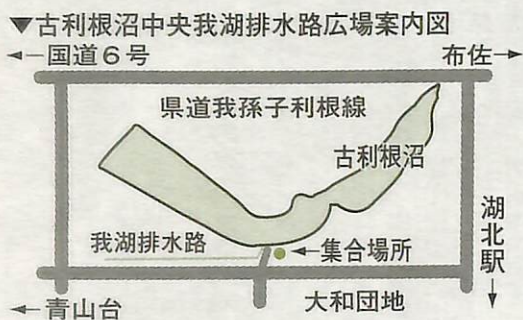 ▼古利根沼中央我湖排水路広場案内図
←国道6号
布佐→
県道我孫子利根線
古利根沼
我湖排水路
←集合場所
湖北駅↓
←青山台
大和団地